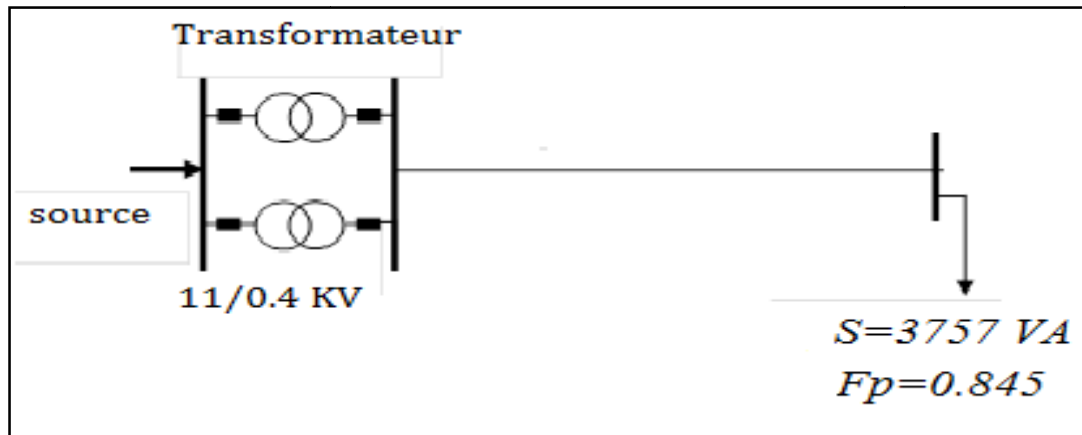 Transformateur
source
11/0.4 KV
S=3757 VA
Fp=0.845